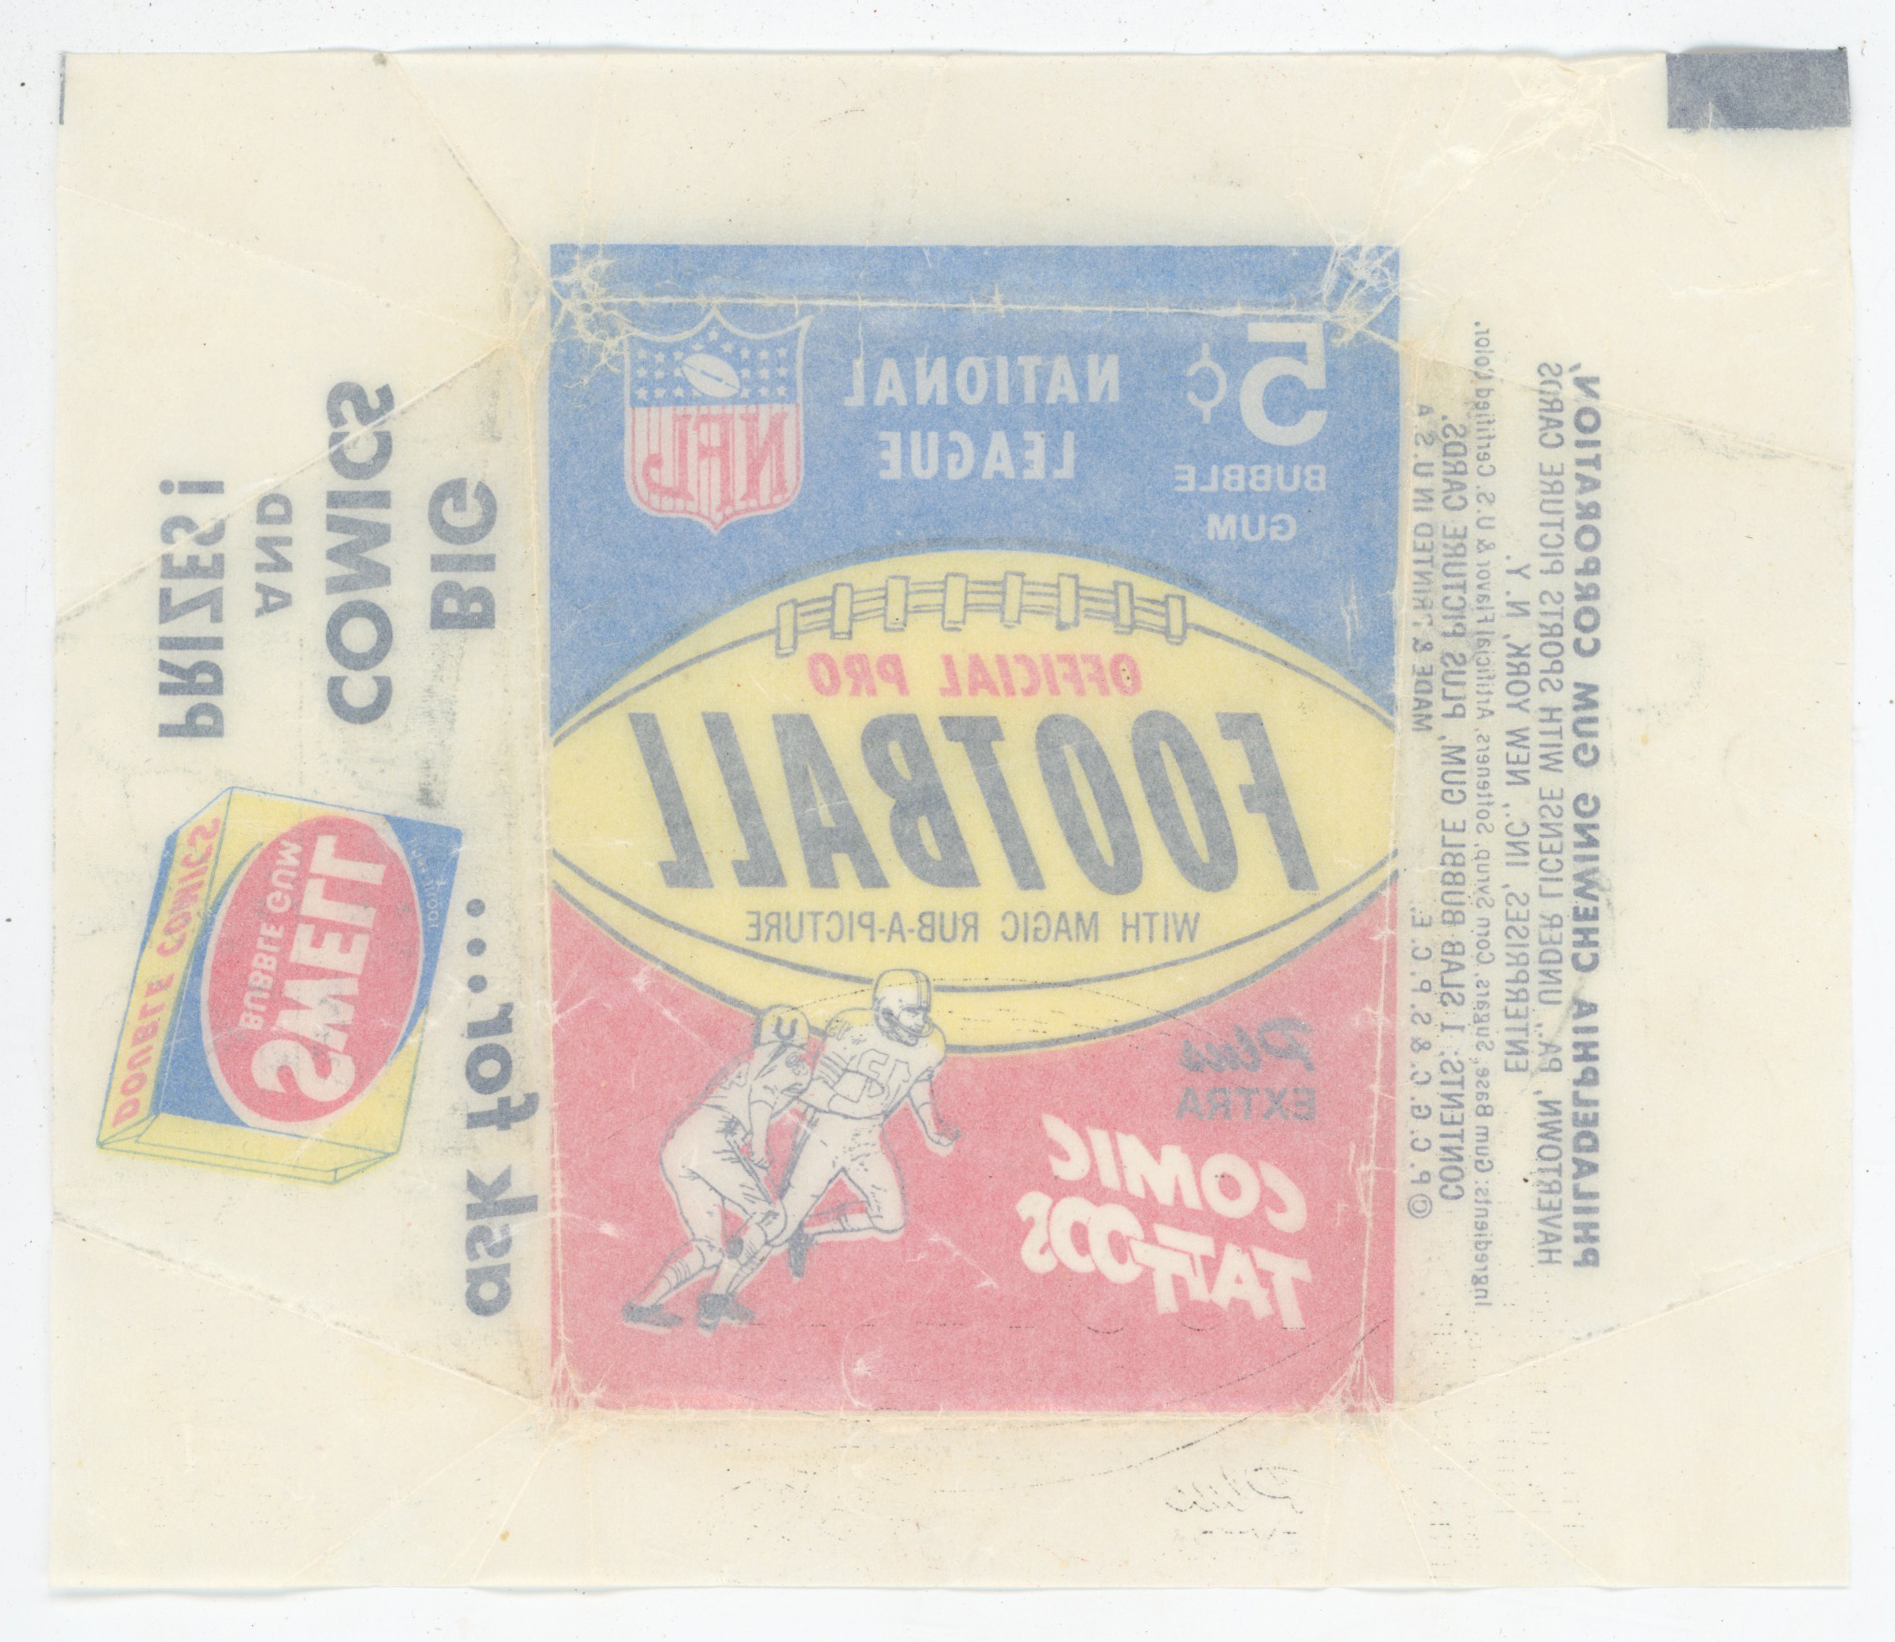 5¢
BUBBLE
GUM
NATIONAL
LEAGUE
NFL
OFFICIAL PRO
FOOTBALL
WITH MAGIC RUB-A-PICTURE
Plus
EXTRA
COMIC
TATTOOS
ask for...
SWELL
BUBBLE GUM
DOUBLE COMICS
BIG
COMICS
AND
PRIZES!
PHILADELPHIA CHEWING GUM CORPORATION,
HAVERTOWN, PA., UNDER LICENSE WITH SPORTS PICTURE CARDS
ENTERPRISES, INC., NEW YORK, N. Y.
Ingredients: Gum Base, Sugars, Corn Syrup, Softeners, Artificial Flavor & U.S. Certified Color.
CONTENTS: 1 SLAB BUBBLE GUM, PLUS PICTURE CARDS.
© P. C. G. C. & S. P. C. E. MADE & PRINTED IN U.S.A